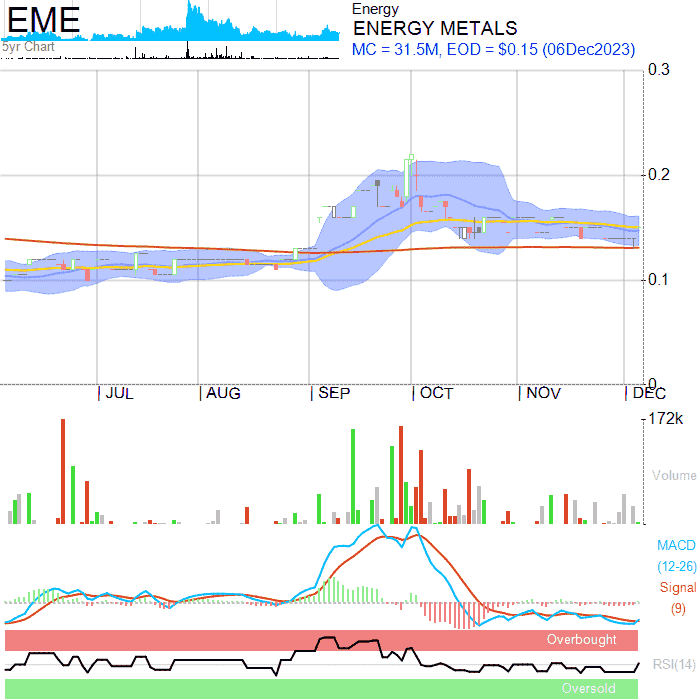 EME
5yr Chart
Energy
ENERGY METALS
MC = 31.5M, EOD = $0.15 (06Dec2023)
0.3
0.2
0.1
0
JUL AUG SEP OCT NOV DEC
172k
Volume
MACD
(12-26)
Signal
(9)
Overbought
RSI(14)
Oversold